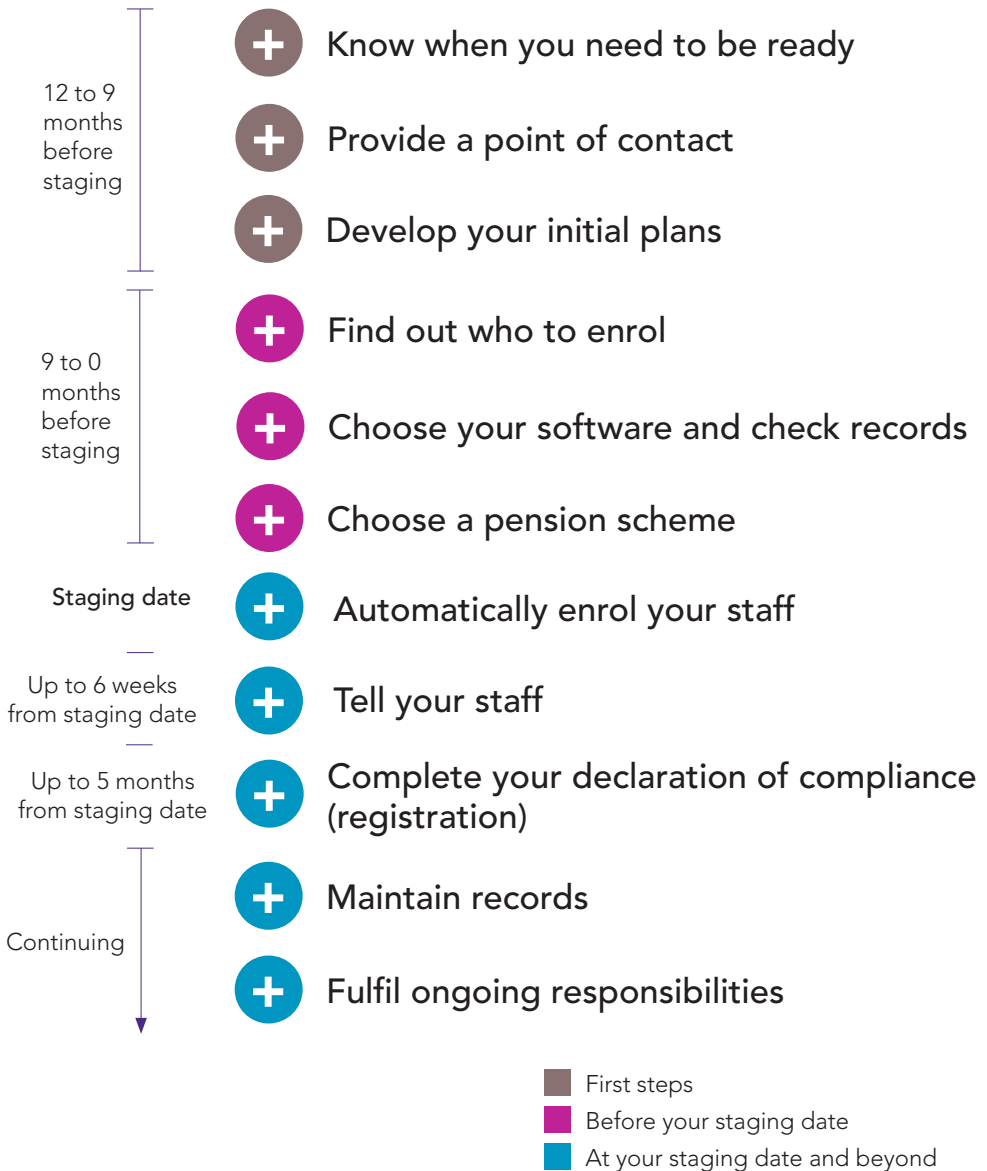 12 to 9
months
before
staging
Know when you need to be ready
Provide a point of contact
Develop your initial plans
9 to 0
months
before
staging
Find out who to enrol
Choose your software and check records
Choose a pension scheme
Staging date
Automatically enrol your staff
Up to 6 weeks
from staging date
Tell your staff
Up to 5 months
from staging date
Complete your declaration of compliance
(registration)
Continuing
Maintain records
Fulfil ongoing responsibilities
First steps
Before your staging date
At your staging date and beyond